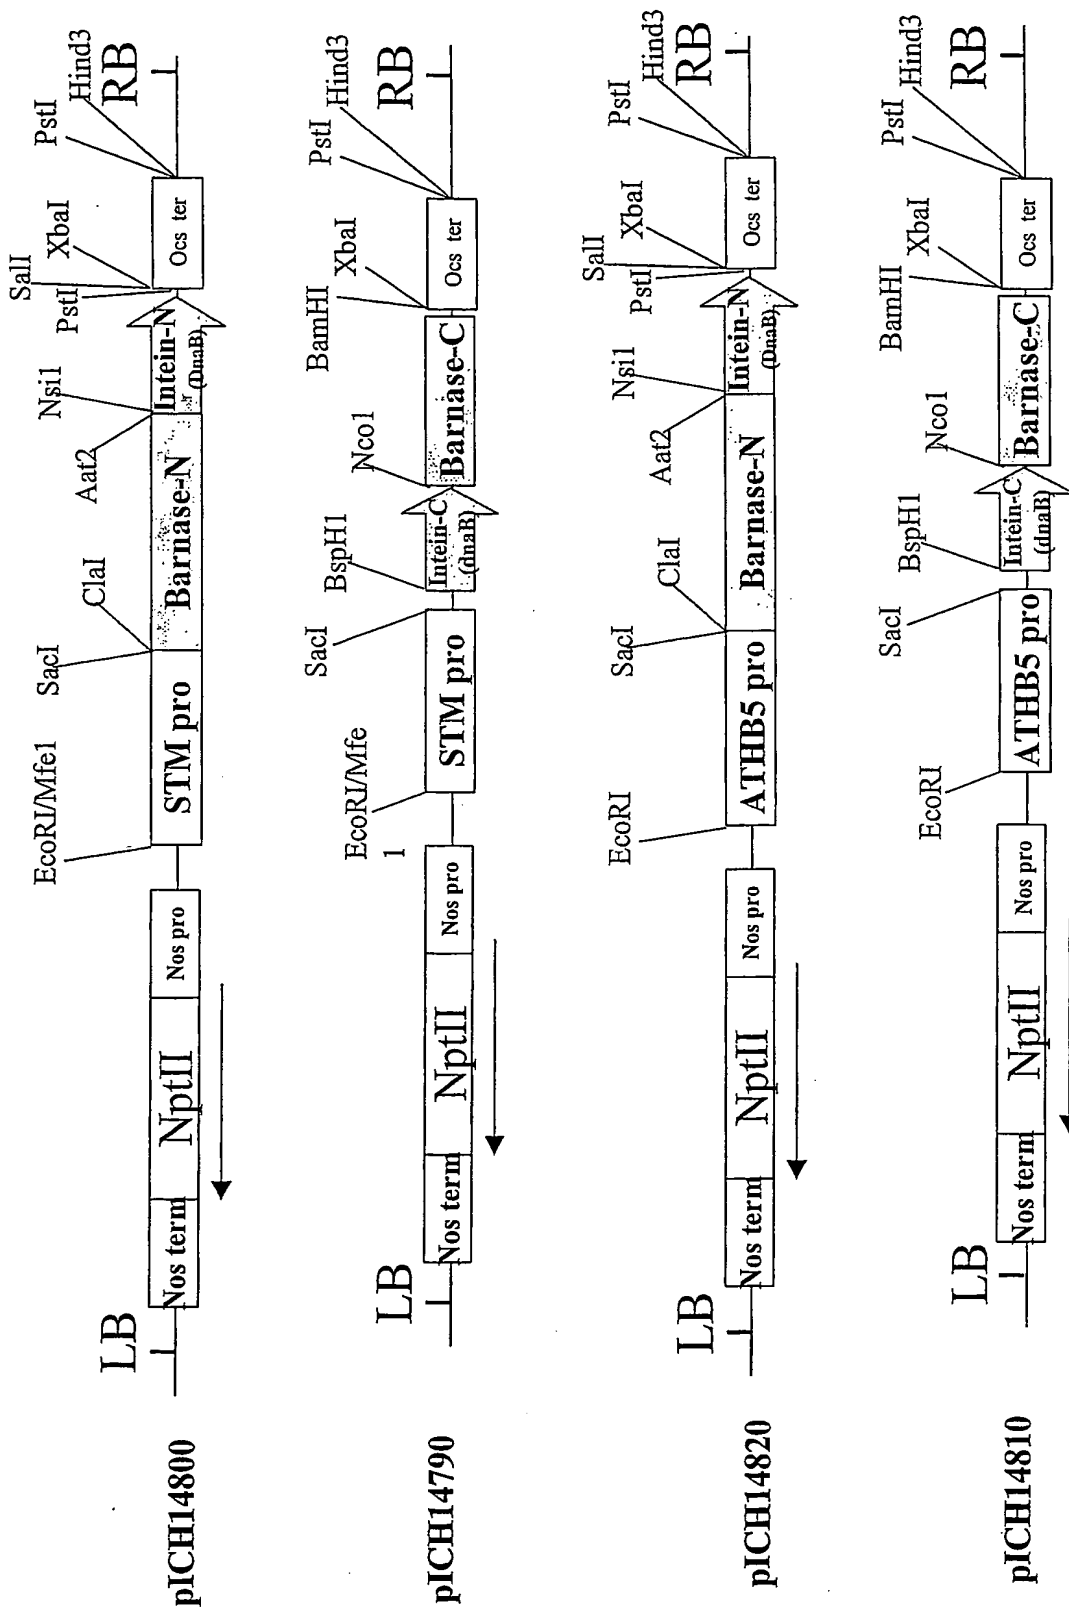 pICH14800
LB
Nos term
NptII
Nos pro
EcoRI/Mfe1
STM pro
SacI
ClaI
Barnase-N
Aat2
Nsi1
Intein-N
(DnaB)
PstI
SalI
XbaI
Ocs ter
PstI
Hind3
RB
pICH14790
LB
Nos term
NptII
Nos pro
EcoRI/Mfe
1
STM pro
SacI
BspH1
Intein-C
(dnaB)
Nco1
Barnase-C
BamHI
XbaI
Ocs ter
PstI
Hind3
RB
pICH14820
LB
Nos term
NptII
Nos pro
EcoRI
ATHB5 pro
SacI
ClaI
Barnase-N
Aat2
Nsi1
Intein-N
(DnaB)
PstI
SalI
XbaI
Ocs ter
PstI
Hind3
RB
pICH14810
LB
Nos term
NptII
Nos pro
EcoRI
ATHB5 pro
SacI
BspH1
Intein-C
(dnaB)
Nco1
Barnase-C
BamHI
XbaI
Ocs ter
PstI
Hind3
RB